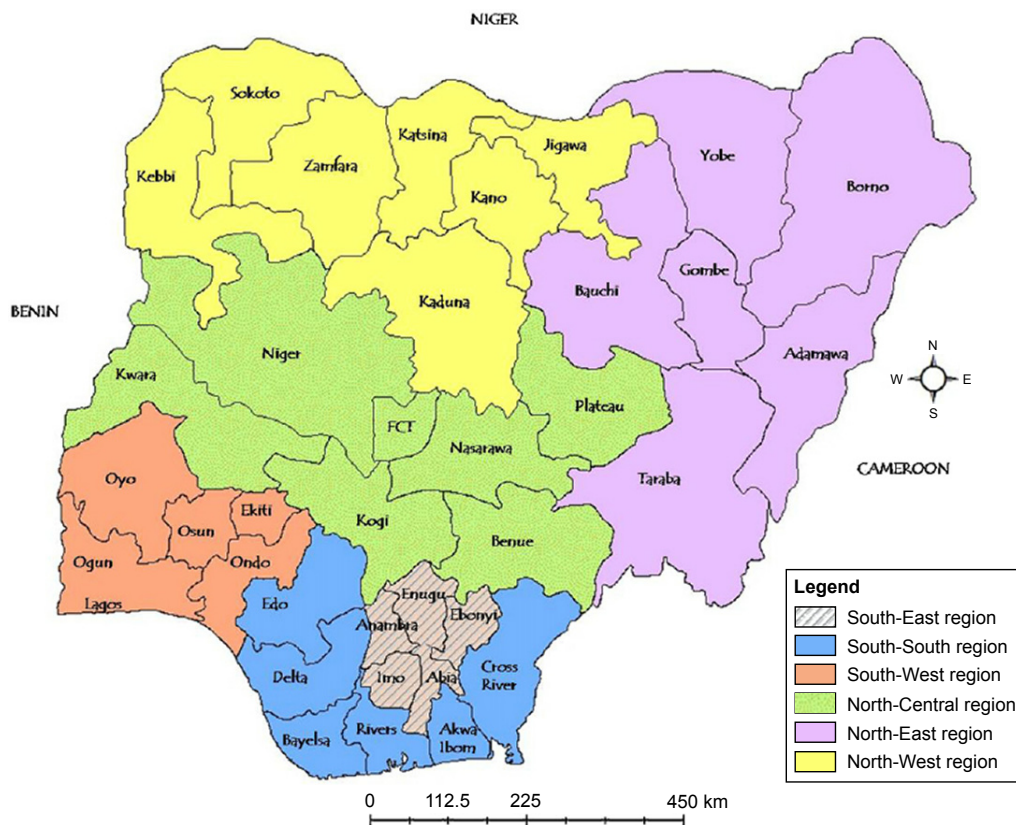 NIGER
Sokoto
Katsina
Jigawa
Yobe
Kebbi
Zamfara
Kano
Borno
Gombe
Bauchi
Kaduna
BENIN
Niger
Adamawa
N
W E
S
Kwara
Plateau
FCT
Nasarawa
CAMEROON
Oyo
Taraba
Ekiti
Osun
Kogi
Benue
Ogun
Ondo
Lagos
Edo
Enugu
Ebonyi
Anambra
Delta
Imo
Abia
Cross
River
Bayelsa
Rivers
Akwa
Ibom
Legend
South-East region
South-South region
South-West region
North-Central region
North-East region
North-West region
0 112.5 225 450 km